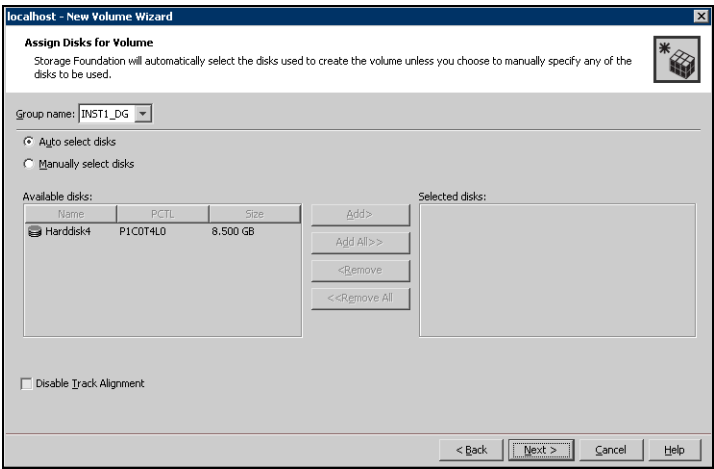 localhost - New Volume Wizard
Assign Disks for Volume
Storage Foundation will automatically select the disks used to create the volume unless you choose to manually specify any of the
disks to be used.
Group name: INST1_DG
Auto select disks
Manually select disks
Available disks:
Selected disks:
Name PCTL Size
Harddisk4 P1C0T4L0 8.500 GB
Add>
Add All>>
<Remove
<<Remove All
Disable Track Alignment
< Back Next > Cancel Help